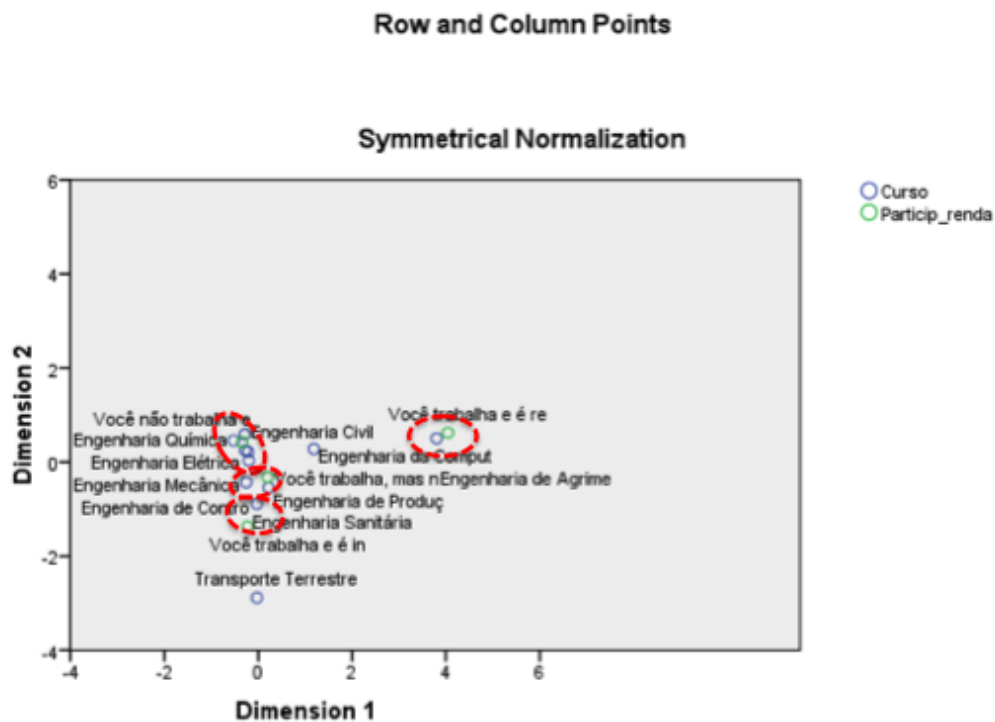 Row and Column Points
Symmetrical Normalization
Curso
Particip_renda
6
4
2
0
-2
-4
-4
-2
0
2
4
6
Dimension 2
Dimension 1
Você trabalha e é re
Você não trabalha e
Engenharia Civil
Engenharia Química
Engenharia da Comput
Engenharia Elétrica
Você trabalha, mas n
Engenharia de Agrime
Engenharia Mecânica
Engenharia de Produç
Engenharia de Contro
Engenharia Sanitária
Você trabalha e é in
Transporte Terrestre